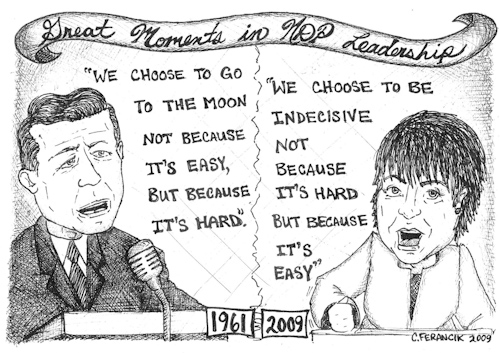 Great Moments in NDP Leadership
"WE CHOOSE TO GO
TO THE MOON
NOT BECAUSE
IT'S EASY,
BUT BECAUSE
IT'S HARD."
"WE CHOOSE TO BE
INDECISIVE
NOT
BECAUSE
IT'S HARD
BUT BECAUSE
IT'S
EASY"
1961
2009
C. FERANCIK 2009